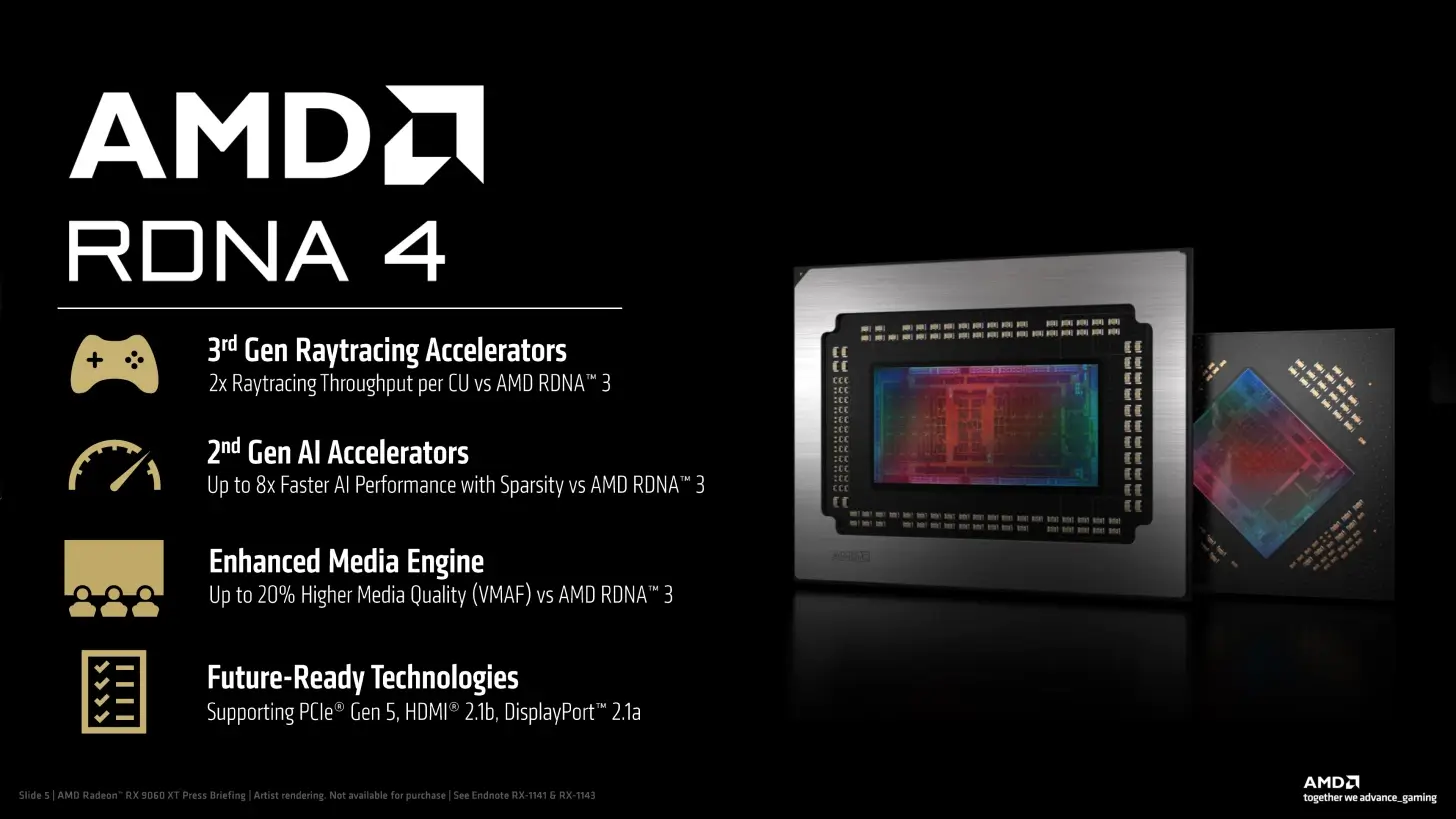 AMD
RDNA 4
3rd Gen Raytracing Accelerators
2x Raytracing Throughput per CU vs AMD RDNA™ 3
2nd Gen AI Accelerators
Up to 8x Faster AI Performance with Sparsity vs AMD RDNA™ 3
Enhanced Media Engine
Up to 20% Higher Media Quality (VMAF) vs AMD RDNA™ 3
Future-Ready Technologies
Supporting PCIe® Gen 5, HDMI® 2.1b, DisplayPort™ 2.1a
AMD
Slide 5 | AMD Radeon™ RX 9060 XT Press Briefing | Artist rendering. Not available for purchase | See Endnote RX-1141 & RX-1143
AMD
together we advance_gaming